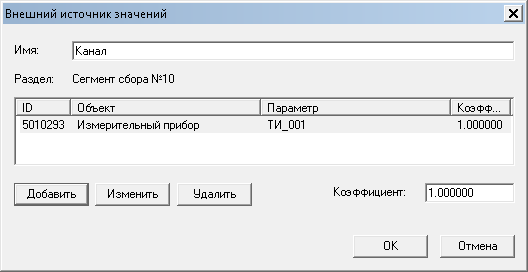 Внешний источник значений
Имя: Канал
Раздел: Сегмент сбора №10
ID Объект Параметр Коэфф...
5010293 Измерительный прибор ТИ_001 1.000000
Добавить Изменить Удалить Коэффициент: 1.000000
OK Отмена